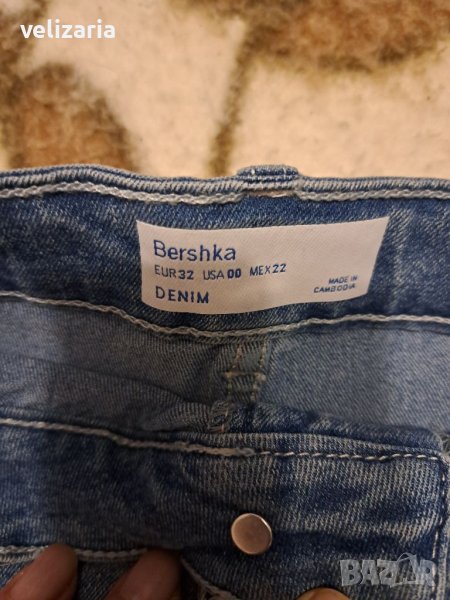 velizaria
Bershka
EUR32 USA00 MEX22
DENIM
MADE IN
CAMBODIA
BAZAR